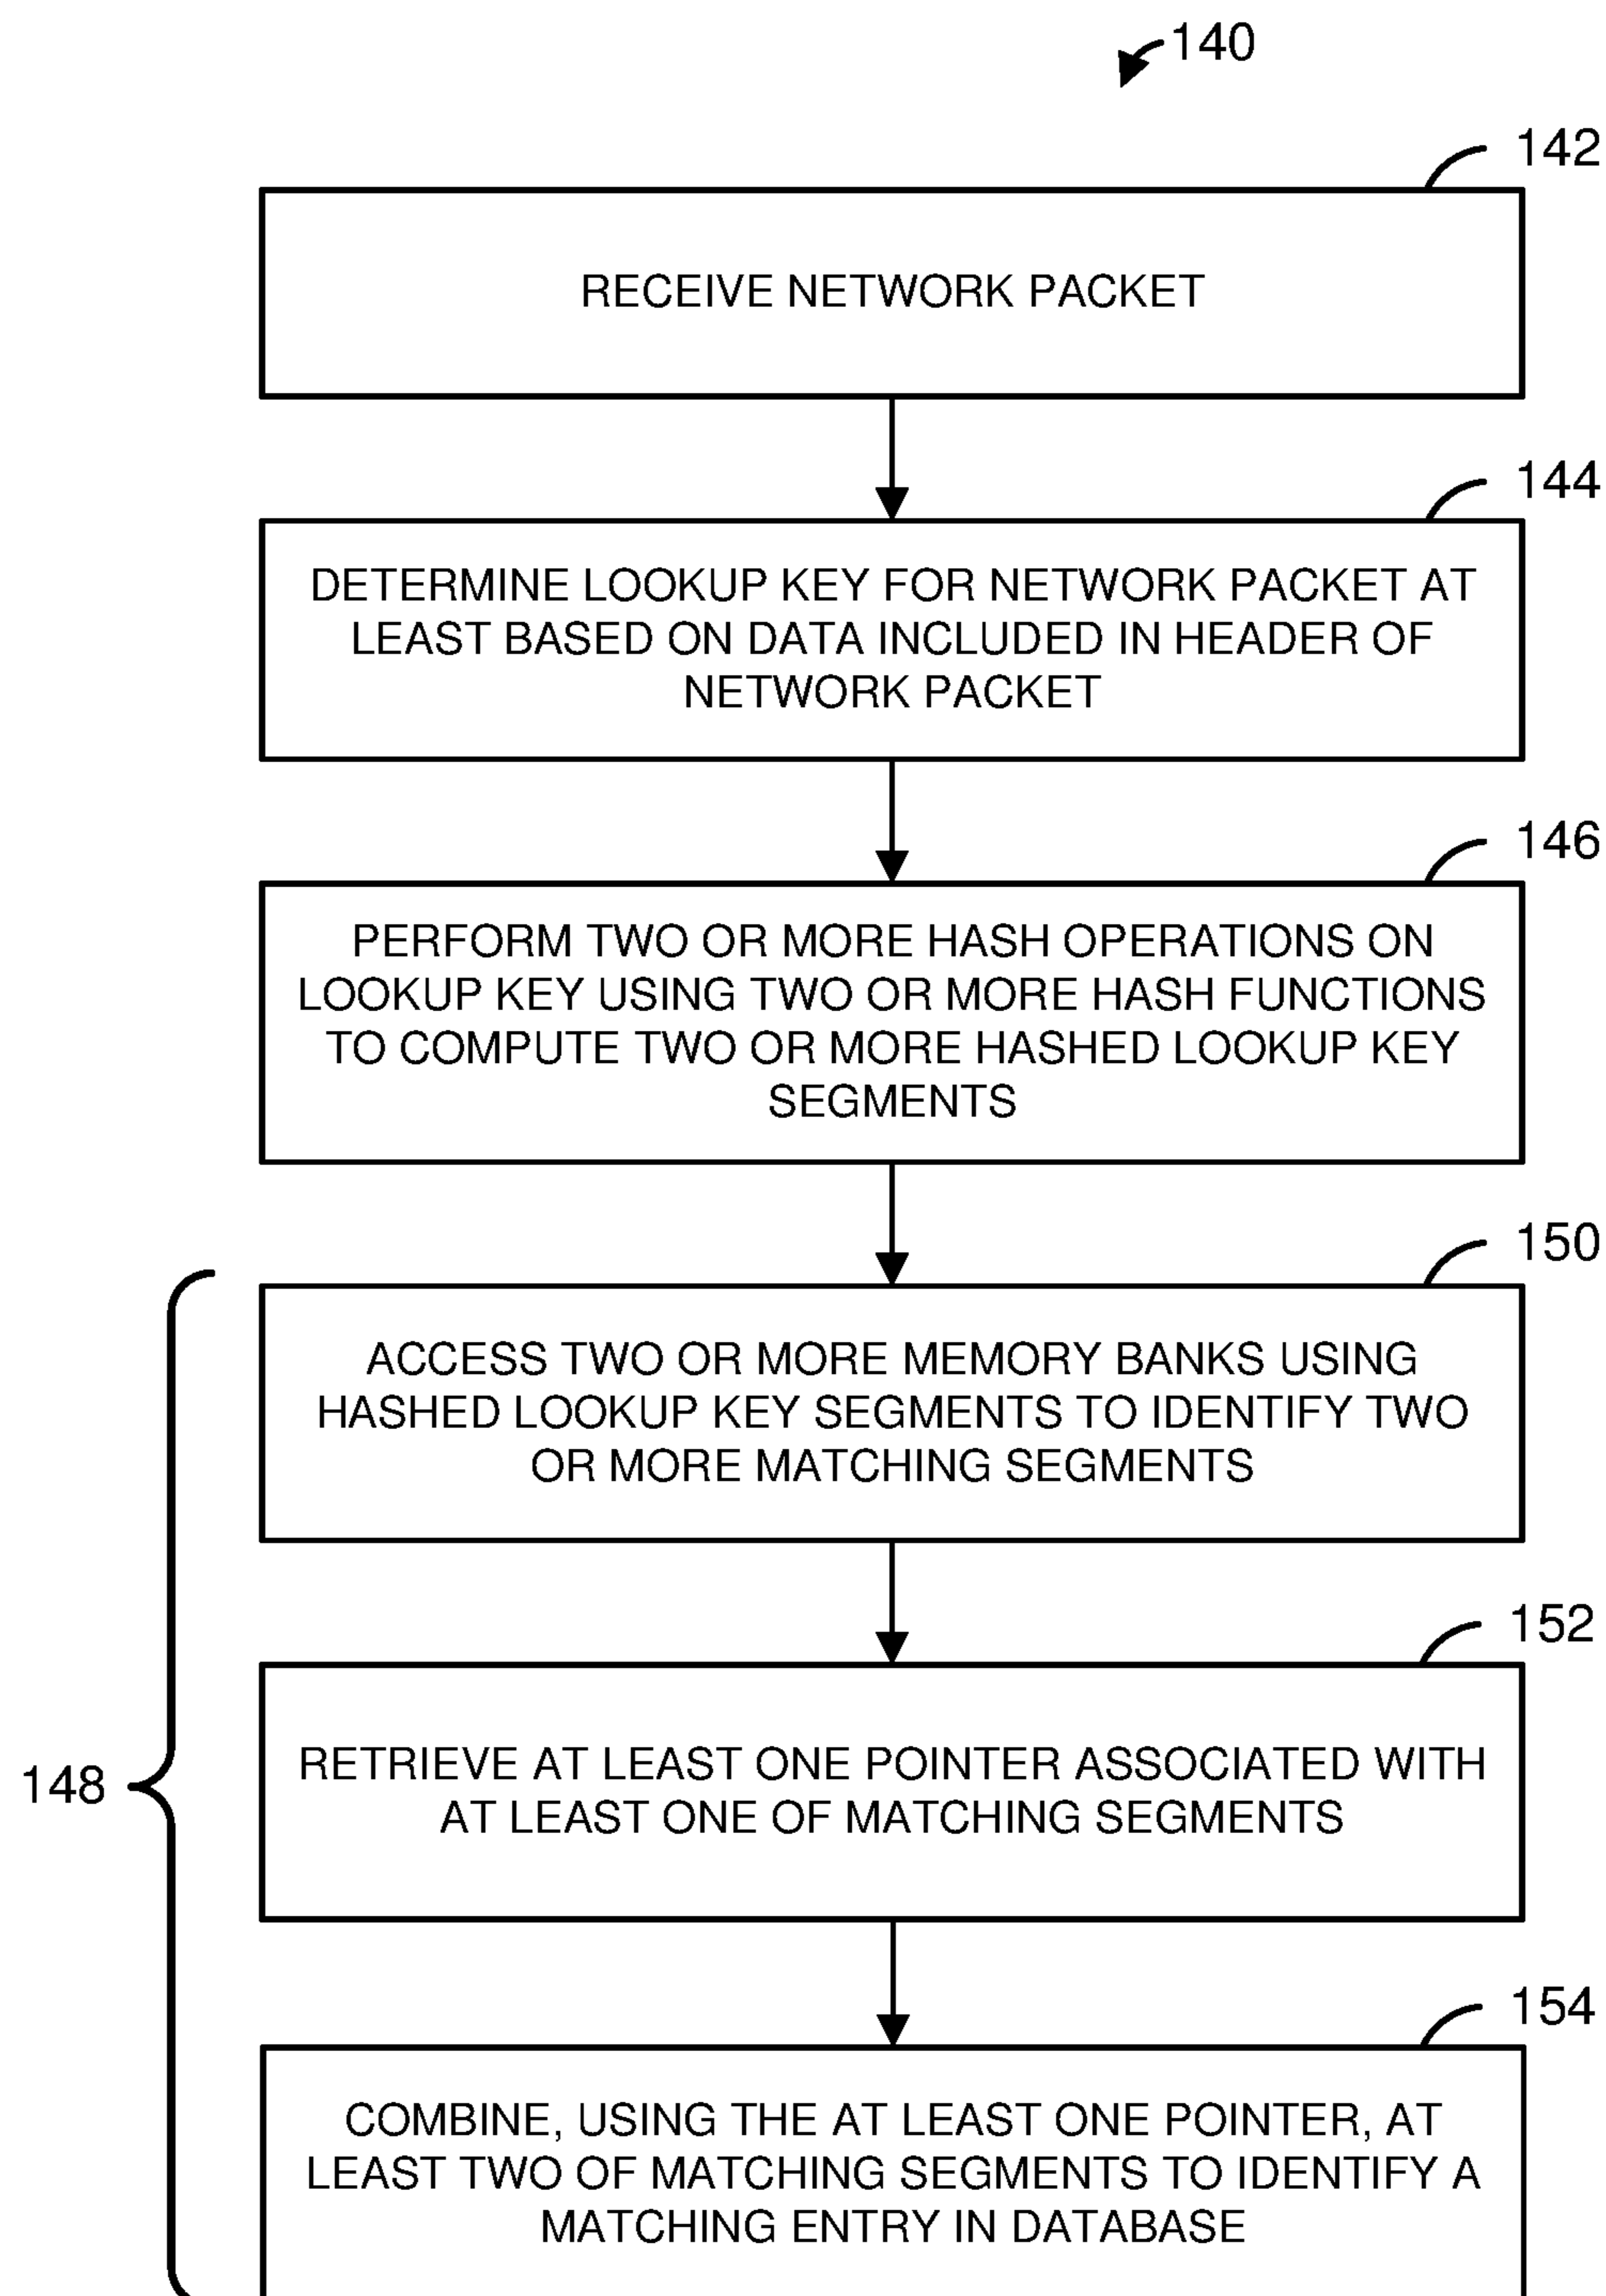 140
142
RECEIVE NETWORK PACKET
144
DETERMINE LOOKUP KEY FOR NETWORK PACKET AT
LEAST BASED ON DATA INCLUDED IN HEADER OF
NETWORK PACKET
146
PERFORM TWO OR MORE HASH OPERATIONS ON
LOOKUP KEY USING TWO OR MORE HASH FUNCTIONS
TO COMPUTE TWO OR MORE HASHED LOOKUP KEY
SEGMENTS
150
ACCESS TWO OR MORE MEMORY BANKS USING
HASHED LOOKUP KEY SEGMENTS TO IDENTIFY TWO
OR MORE MATCHING SEGMENTS
152
RETRIEVE AT LEAST ONE POINTER ASSOCIATED WITH
AT LEAST ONE OF MATCHING SEGMENTS
148
154
COMBINE, USING THE AT LEAST ONE POINTER, AT
LEAST TWO OF MATCHING SEGMENTS TO IDENTIFY A
MATCHING ENTRY IN DATABASE